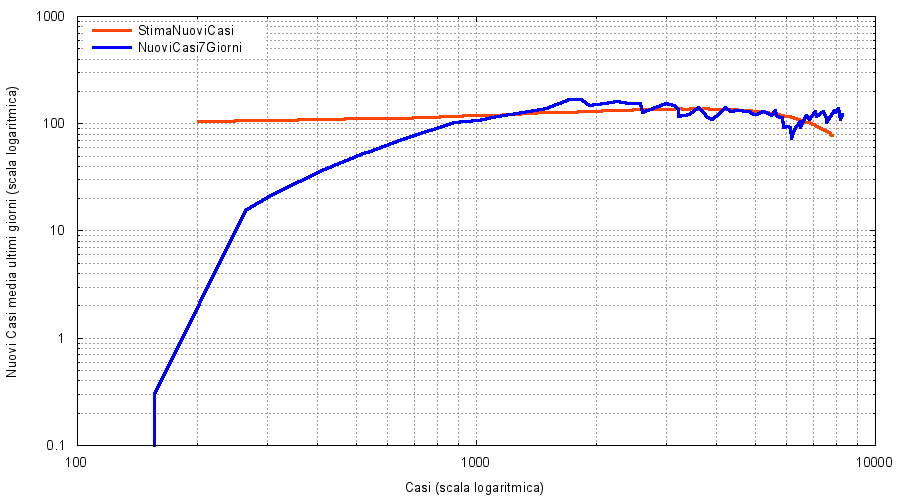 1000
StimaNuoviCasi
NuoviCasi7Giorni
100
10
1
0.1
100
1000
10000
Nuovi Casi media ultimi giorni (scala logaritmica)
Casi (scala logaritmica)